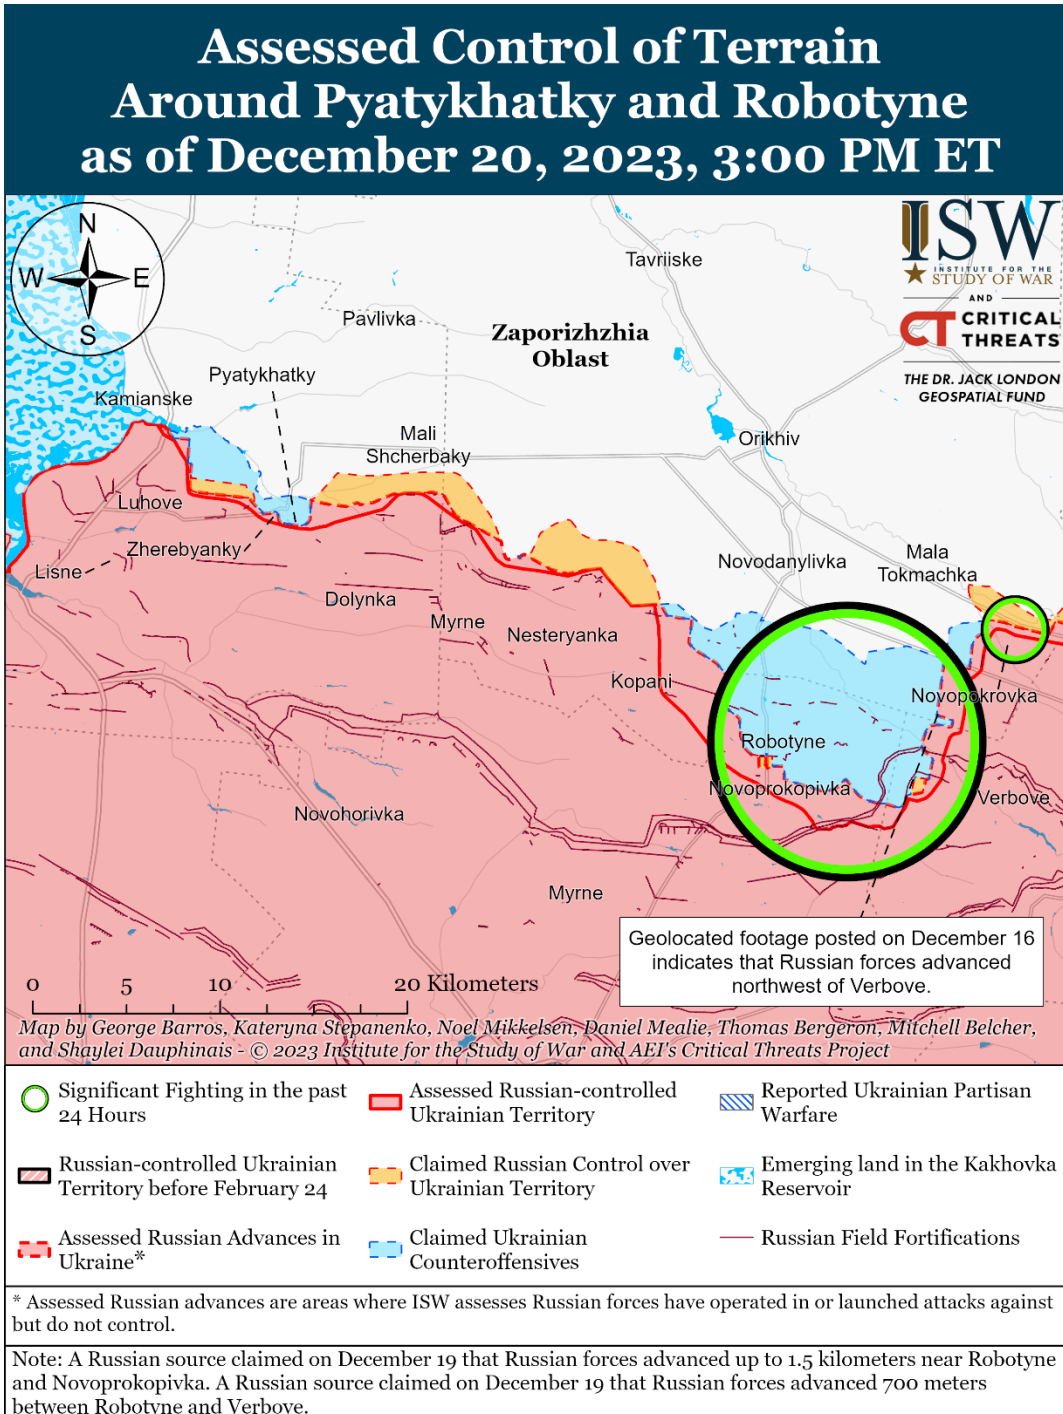 Assessed Control of Terrain
Around Pyatykhatky and Robotyne
as of December 20, 2023, 3:00 PM ET
N
W
E
S
ISW
INSTITUTE FOR THE
STUDY OF WAR
AND
CT CRITICAL
THREATS
THE DR. JACK LONDON
GEOSPATIAL FUND
Tavriiske
Pavlivka
Zaporizhzhia
Oblast
Pyatykhatky
Kamianske
Mali
Shcherbaky
Orikhiv
Luhove
Zherebyanky
Lisne
Dolynka
Myrne
Nesteryanka
Novodanylivka
Mala
Tokmachka
Kopani
Novopokrovka
Robotyne
Novoprokopivka
Verbove
Novohorivka
Myrne
Geolocated footage posted on December 16
indicates that Russian forces advanced
northwest of Verbove.
0 5 10 20 Kilometers
Map by George Barros, Kateryna Stepanenko, Noel Mikkelsen, Daniel Mealie, Thomas Bergeron, Mitchell Belcher,
and Shaylei Dauphinais - © 2023 Institute for the Study of War and AEI's Critical Threats Project
Significant Fighting in the past
24 Hours
Russian-controlled Ukrainian
Territory before February 24
Assessed Russian Advances in
Ukraine*
Assessed Russian-controlled
Ukrainian Territory
Claimed Russian Control over
Ukrainian Territory
Claimed Ukrainian
Counteroffensives
Reported Ukrainian Partisan
Warfare
Emerging land in the Kakhovka
Reservoir
Russian Field Fortifications
* Assessed Russian advances are areas where ISW assesses Russian forces have operated in or launched attacks against
but do not control.
Note: A Russian source claimed on December 19 that Russian forces advanced up to 1.5 kilometers near Robotyne
and Novoprokopivka. A Russian source claimed on December 19 that Russian forces advanced 700 meters
between Robotyne and Verbove.